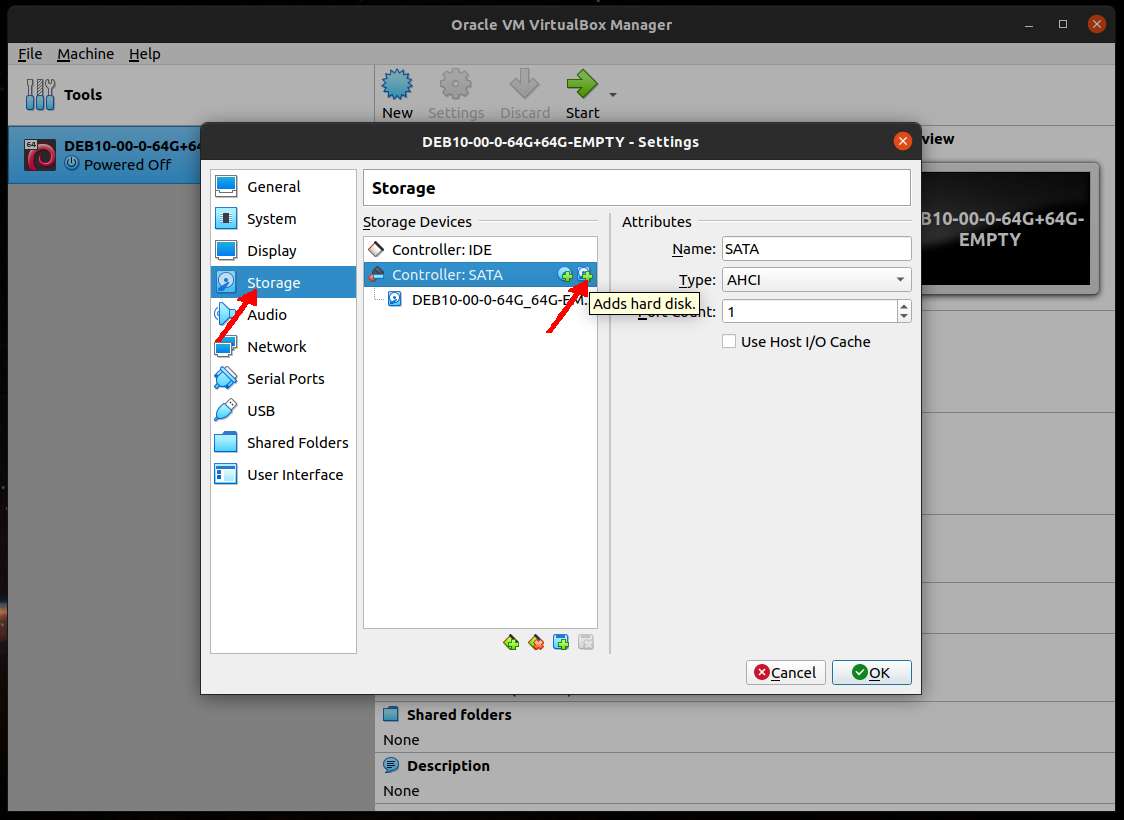 Oracle VM VirtualBox Manager
File Machine Help
Tools
New Settings Discard Start
64
DEB10-00-0-64G+64
Powered Off
view
DEB10-00-0-64G+64G-EMPTY - Settings
General
System
Display
Storage
Audio
Network
Serial Ports
USB
Shared Folders
User Interface
Storage
Storage Devices
Controller: IDE
Controller: SATA
DEB10-00-0-64G_64G-EM...
Adds hard disk.
Attributes
Name: SATA
Type: AHCI
Port Count: 1
Use Host I/O Cache
Cancel OK
B10-00-0-64G+64G-
EMPTY
Shared folders
None
Description
None